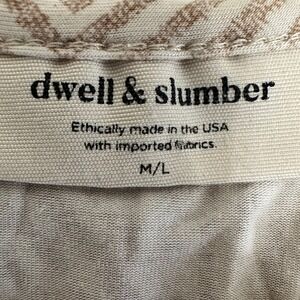 dwell & slumber
Ethically made in the USA
with imported fabrics.
M/L